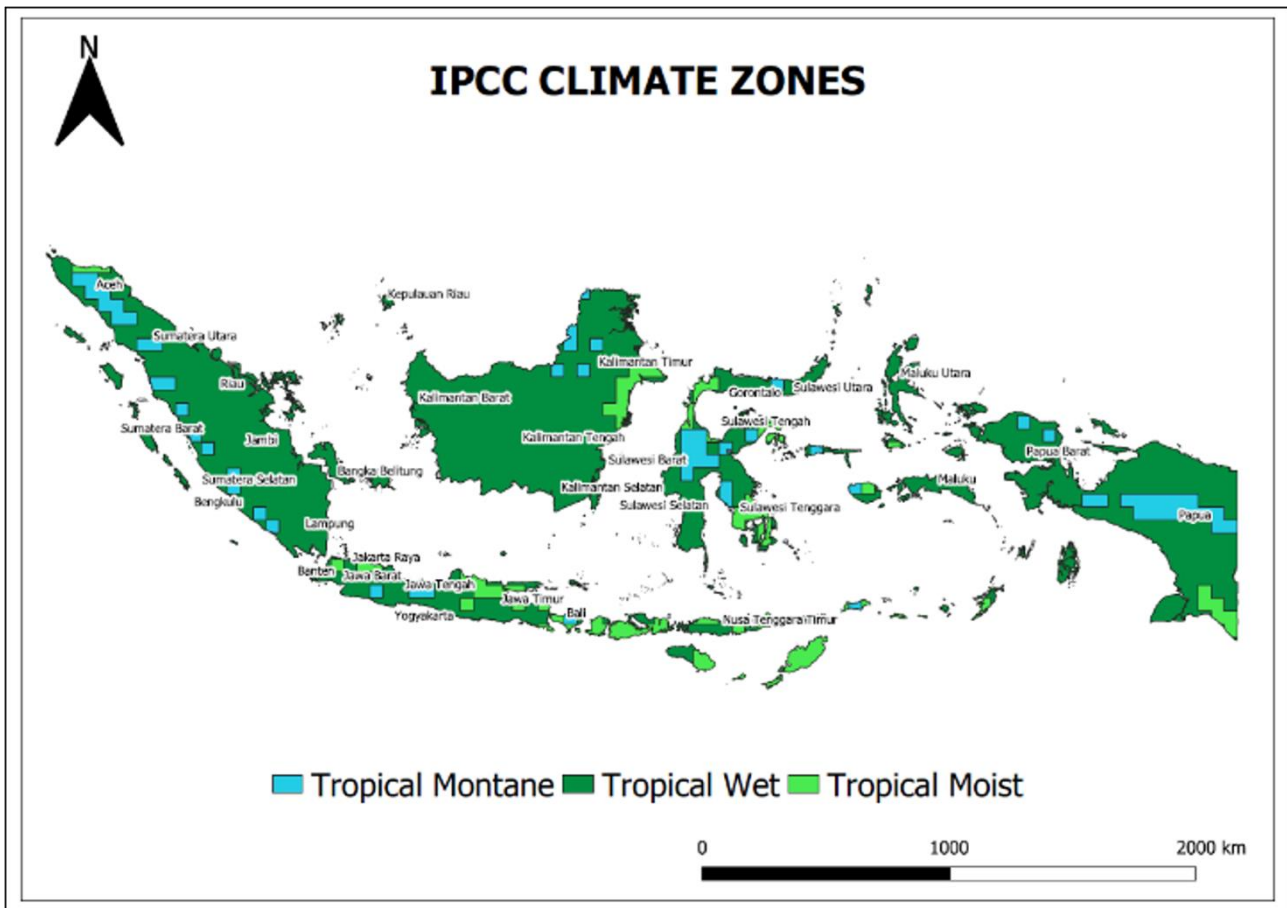 N
IPCC CLIMATE ZONES
Aceh
Kepulauan Riau
Sumatera Utara
Kalimantan Timur
Maluku Utara
Riau
Gorontalo
Sulawesi Utara
Kalimantan Barat
Sulawesi Tengah
Sumatera Barat
Jambi
Kalimantan Tengah
Papua Barat
Sulawesi Barat
Bangka Belitung
Sumatera Selatan
Kalimantan Selatan
Maluku
Bengkulu
Sulawesi Selatan
Sulawesi Tenggara
Papua
Lampung
Jakarta Raya
Banten
Jawa Barat
Jawa Tengah
Jawa Timur
Yogyakarta
Bali
Nusa Tenggara Timur
Tropical Montane Tropical Wet Tropical Moist
0 1000 2000 km